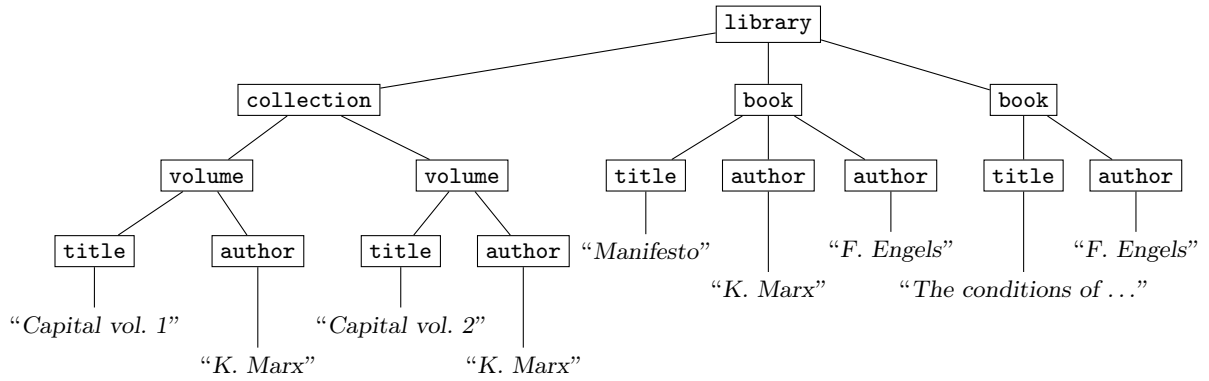 library
collection
book
book
volume
volume
title
author
author
title
author
title
author
title
author
“Manifesto”
“F. Engels”
“F. Engels”
“K. Marx”
“The conditions of ...”
“Capital vol. 1”
“Capital vol. 2”
“K. Marx”
“K. Marx”